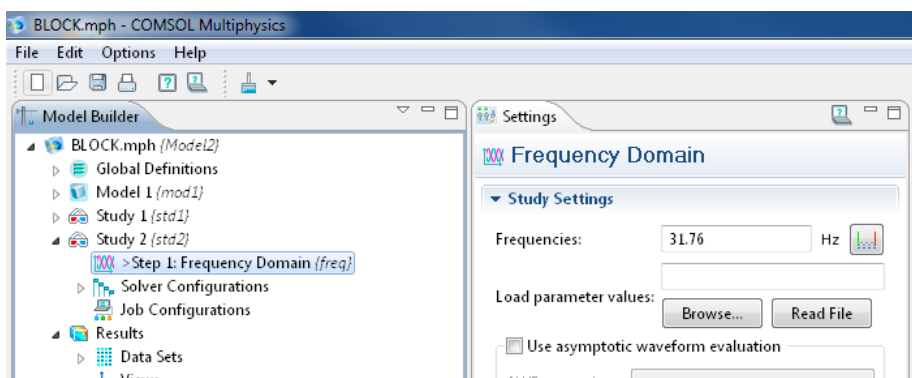 BLOCK.mph - COMSOL Multiphysics
File Edit Options Help
Model Builder
BLOCK.mph {Model2}
Global Definitions
Model 1 {mod1}
Study 1 {std1}
Study 2 {std2}
>Step 1: Frequency Domain {freq}
Solver Configurations
Job Configurations
Results
Data Sets
Settings
Frequency Domain
Study Settings
Frequencies: 31.76 Hz
Load parameter values:
Browse... Read File
Use asymptotic waveform evaluation